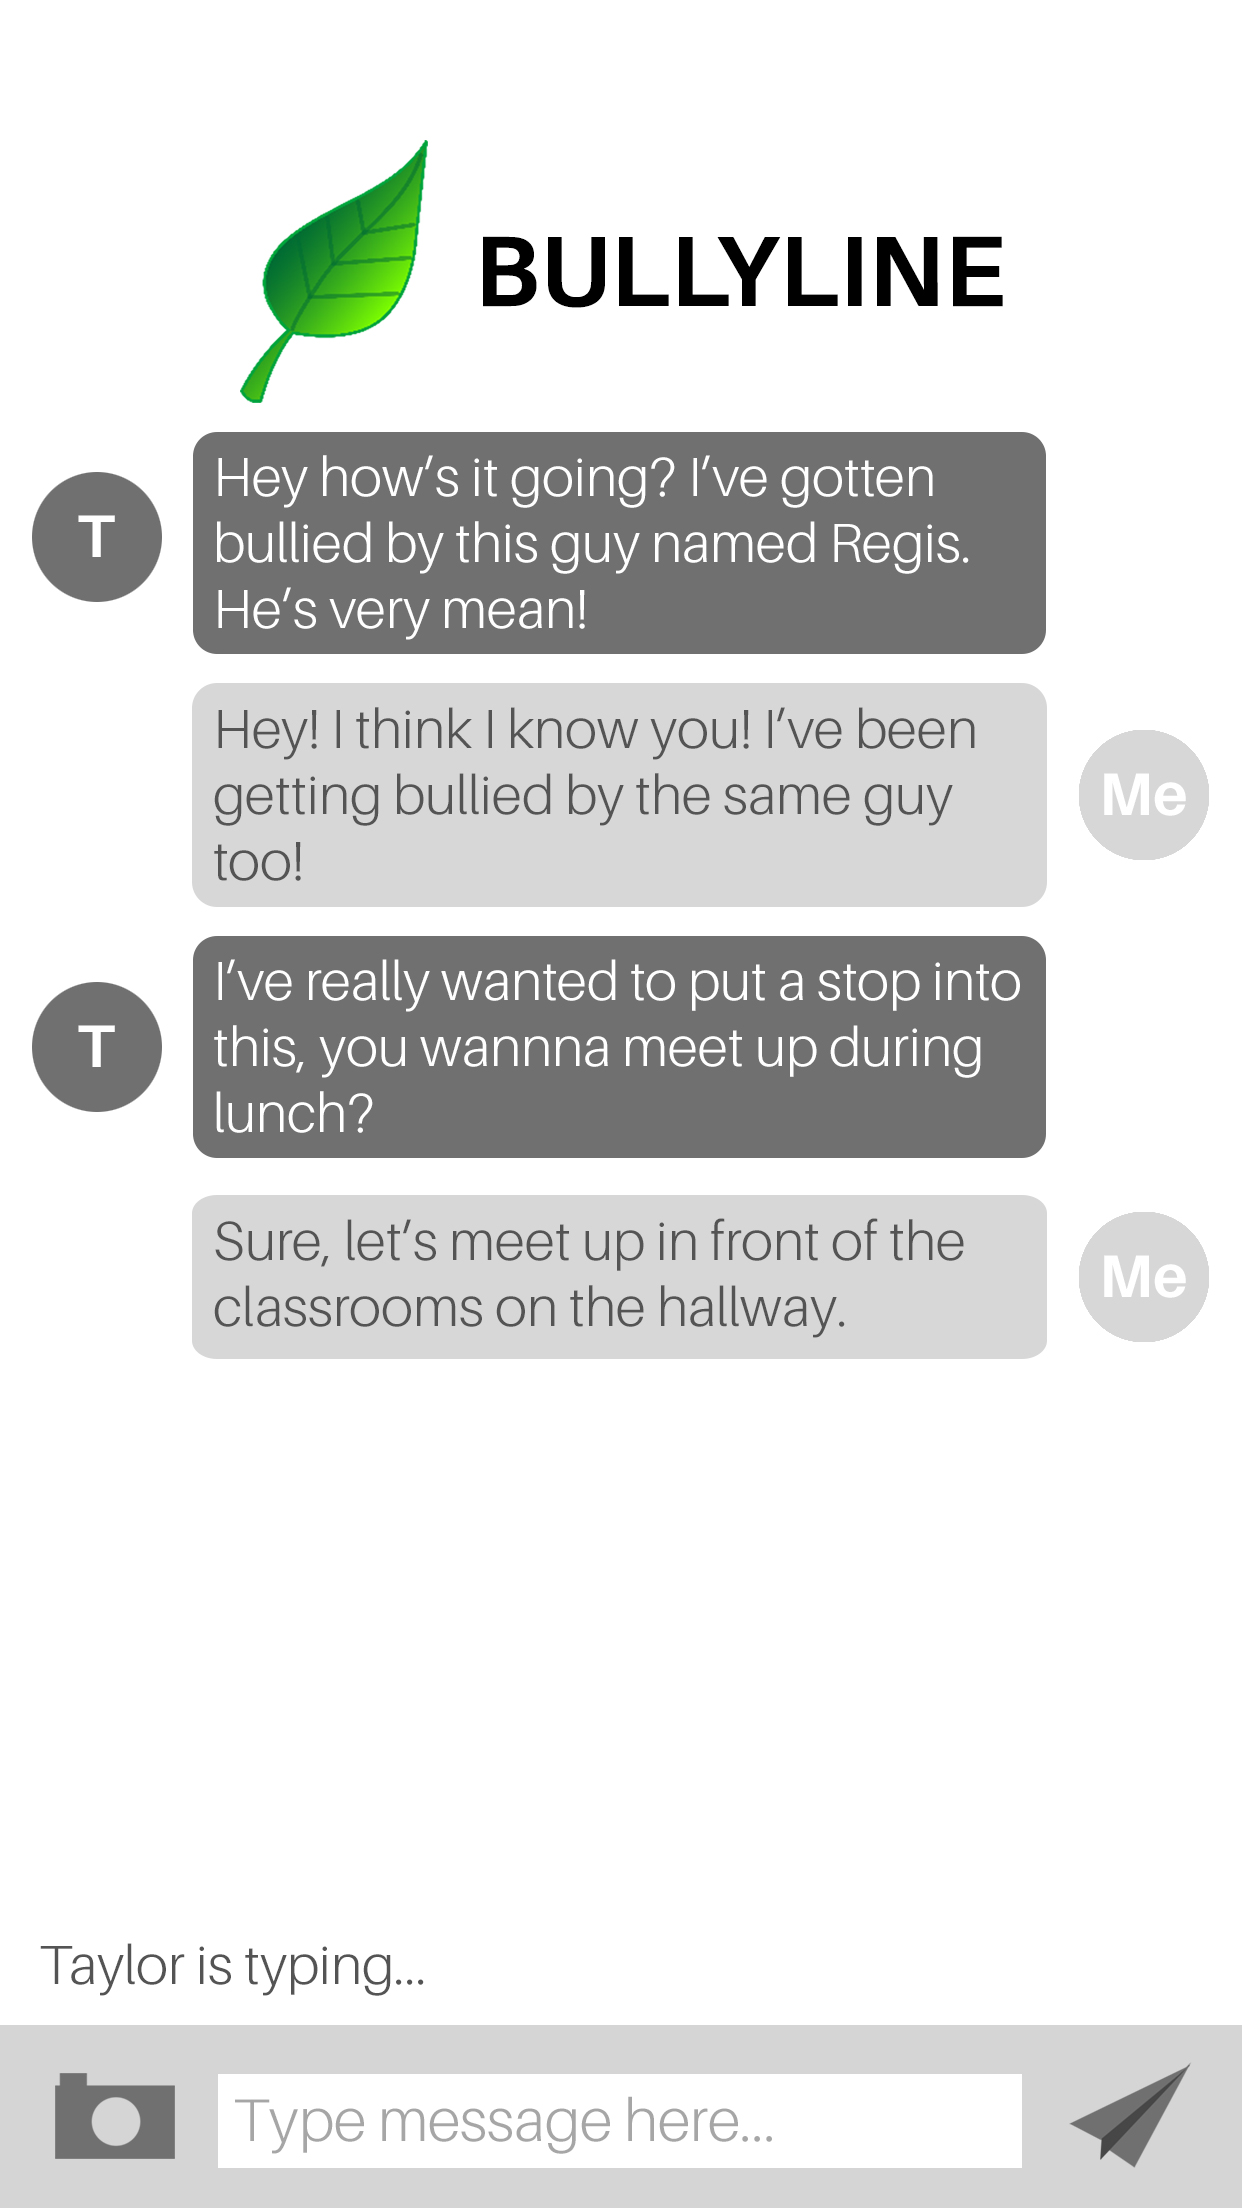 BULLYLINE
T
Hey how’s it going? I’ve gotten
bullied by this guy named Regis.
He’s very mean!
Hey! I think I know you! I’ve been
getting bullied by the same guy
too!
Me
T
I’ve really wanted to put a stop into
this, you wannna meet up during
lunch?
Sure, let’s meet up in front of the
classrooms on the hallway.
Me
Taylor is typing...
Type message here...